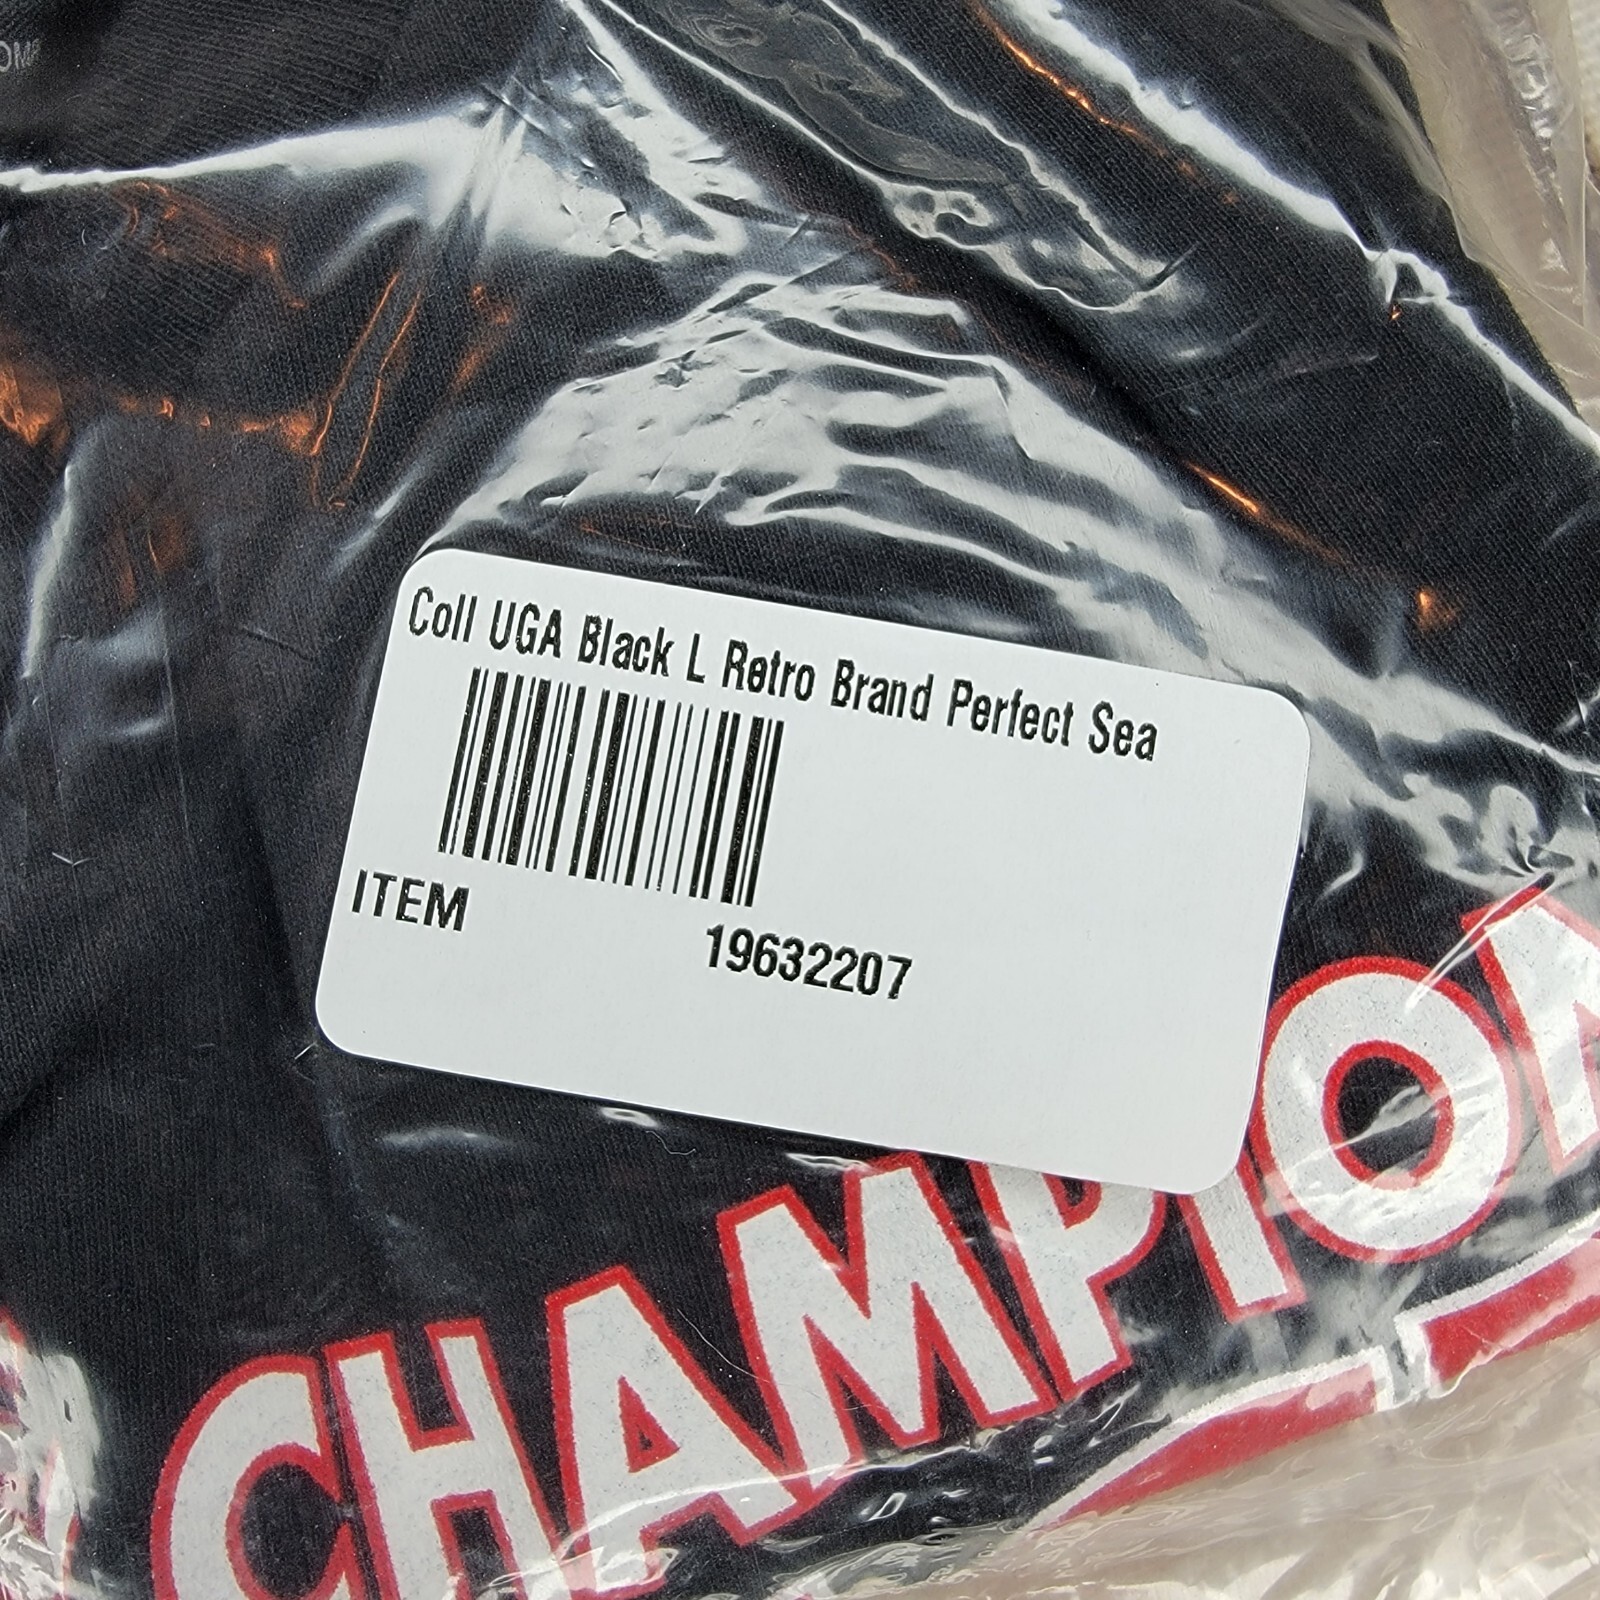 Coll UGA Black L Retro Brand Perfect Sea
ITEM
19632207
CHAMPION